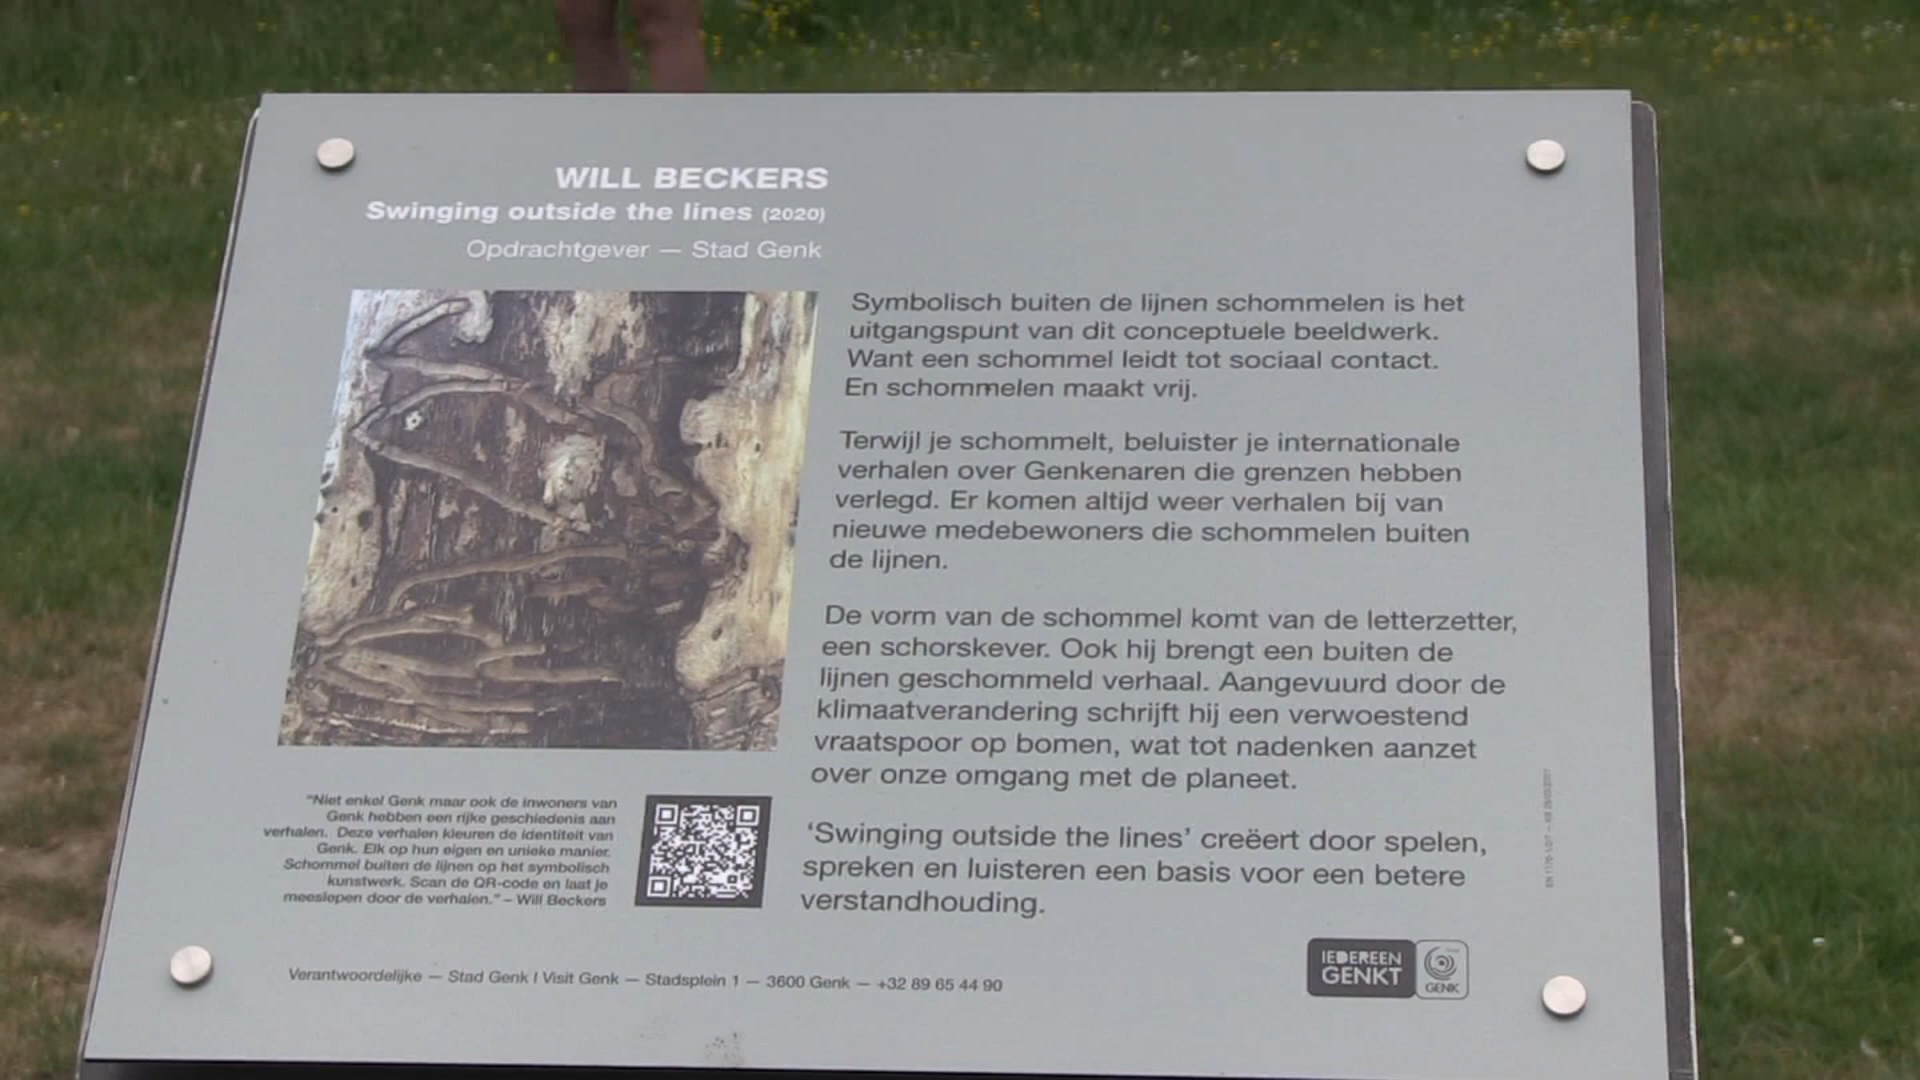 WILL BECKERS
Swinging outside the lines (2020)
Opdrachtgever — Stad Genk
Symbolisch buiten de lijnen schommelen is het
uitgangspunt van dit conceptuele beeldwerk.
Want een schommel leidt tot sociaal contact.
En schommelen maakt vrij.
Terwijl je schommelt, beluister je internationale
verhalen over Genkenaren die grenzen hebben
verlegd. Er komen altijd weer verhalen bij van
nieuwe medebewoners die schommelen buiten
de lijnen.
De vorm van de schommel komt van de letterzetter,
een schorskever. Ook hij brengt een buiten de
lijnen geschommeld verhaal. Aangevuurd door de
klimaatverandering schrijft hij een verwoestend
vraatspoor op bomen, wat tot nadenken aanzet
over onze omgang met de planeet.
'Swinging outside the lines' creëert door spelen,
spreken en luisteren een basis voor een betere
verstandhouding.
"Niet enkel Genk maar ook de inwoners van
Genk hebben een rijke geschiedenis aan
verhalen. Deze verhalen kleuren de identiteit van
Genk. Elk op hun eigen en unieke manier.
Schommel buiten de lijnen op het symbolisch
kunstwerk. Scan de QR-code en laat je
meeslepen door de verhalen." – Will Beckers
Verantwoordelijke — Stad Genk I Visit Genk — Stadsplein 1 — 3600 Genk — +32 89 65 44 90
IEDEREEN
GENKT
GENK